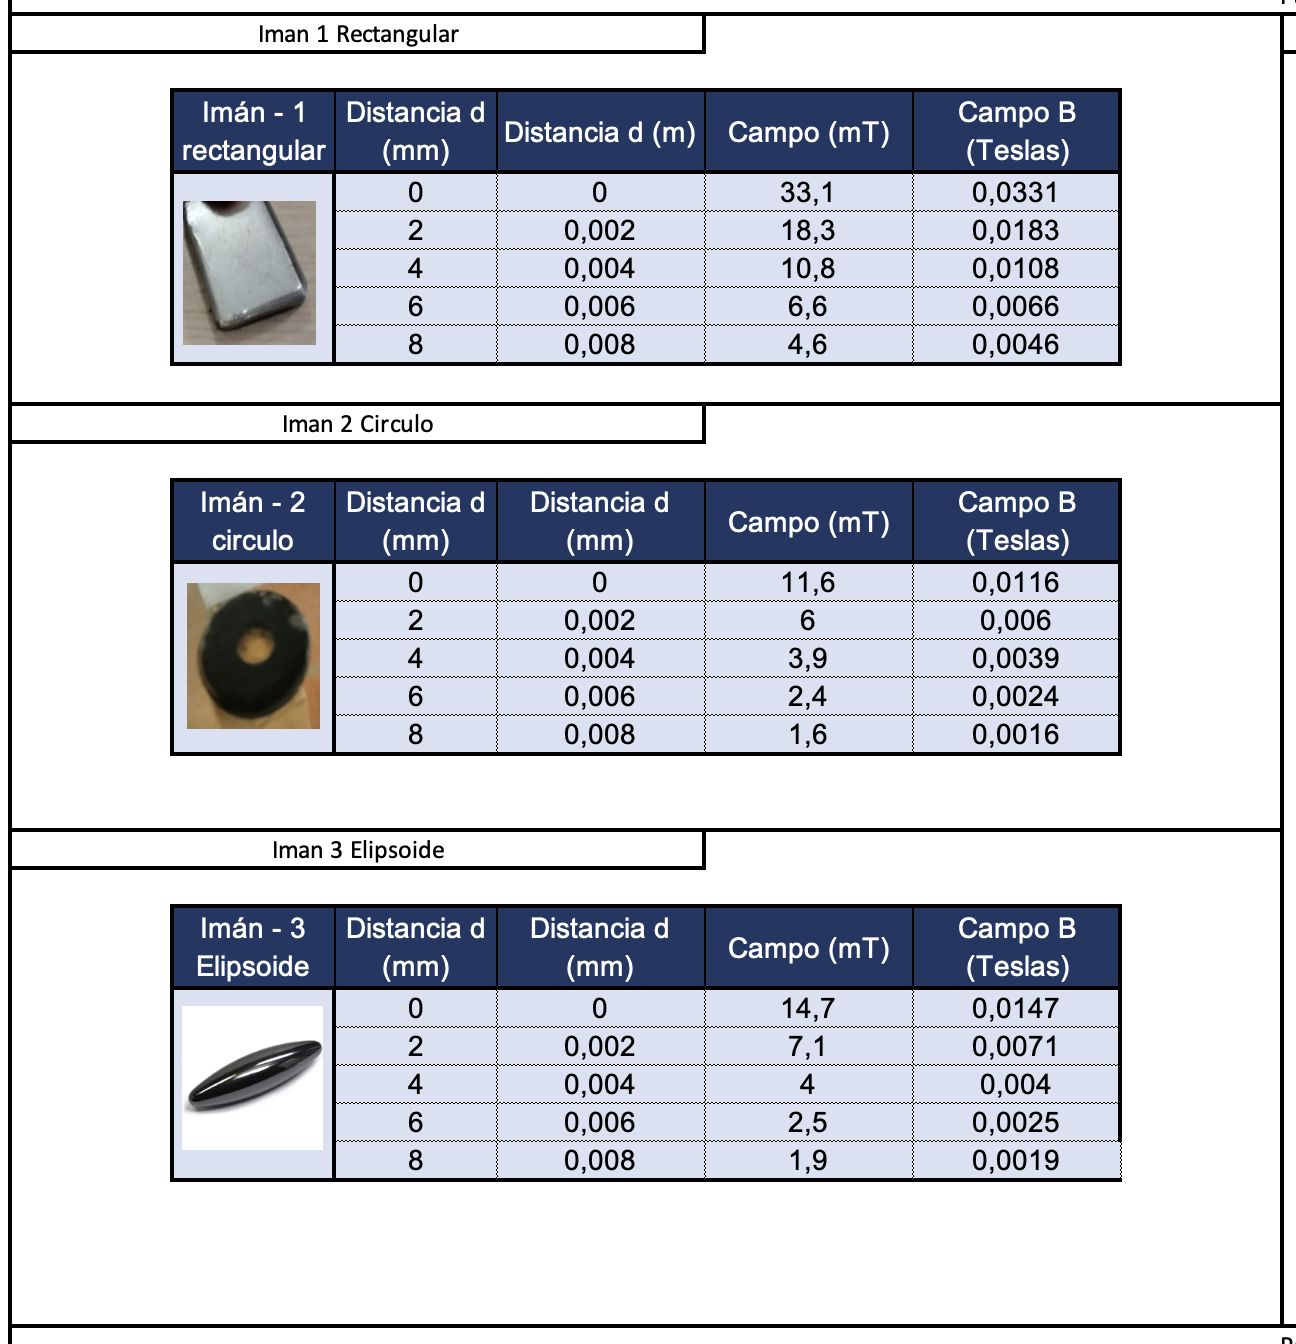 Iman 1 Rectangular
Imán - 1 rectangular Distancia d (mm) Distancia d (m) Campo (mT) Campo B (Teslas)
0 0 33,1 0,0331
2 0,002 18,3 0,0183
4 0,004 10,8 0,0108
6 0,006 6,6 0,0066
8 0,008 4,6 0,0046
Iman 2 Circulo
Imán - 2 circulo Distancia d (mm) Distancia d (mm) Campo (mT) Campo B (Teslas)
0 0 11,6 0,0116
2 0,002 6 0,006
4 0,004 3,9 0,0039
6 0,006 2,4 0,0024
8 0,008 1,6 0,0016
Iman 3 Elipsoide
Imán - 3 Elipsoide Distancia d (mm) Distancia d (mm) Campo (mT) Campo B (Teslas)
0 0 14,7 0,0147
2 0,002 7,1 0,0071
4 0,004 4 0,004
6 0,006 2,5 0,0025
8 0,008 1,9 0,0019